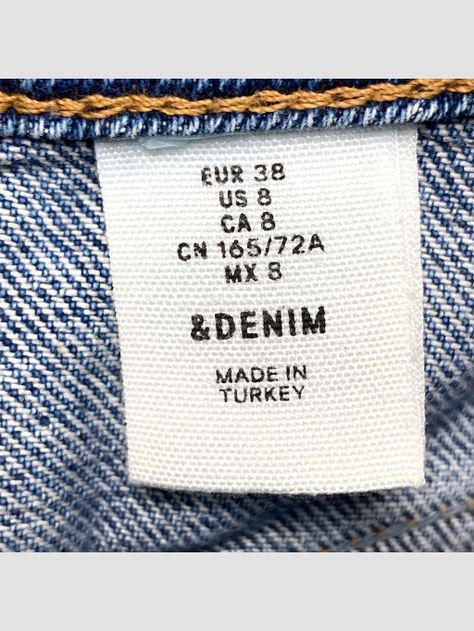 EUR 38
US 8
CA 8
CN 165/72A
MX 8
&DENIM
MADE IN
TURKEY